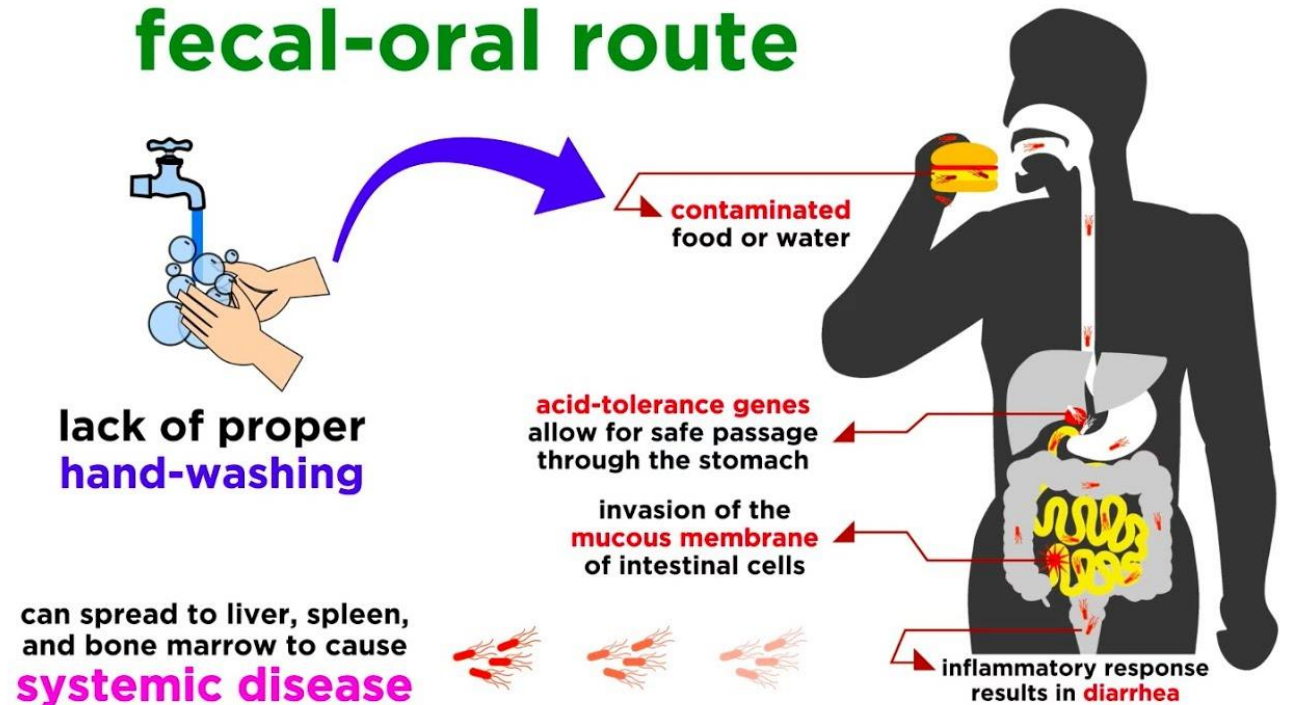 fecal-oral route
contaminated
food or water
lack of proper
hand-washing
acid-tolerance genes
allow for safe passage
through the stomach
invasion of the
mucous membrane
of intestinal cells
can spread to liver, spleen,
and bone marrow to cause
systemic disease
inflammatory response
results in diarrhea